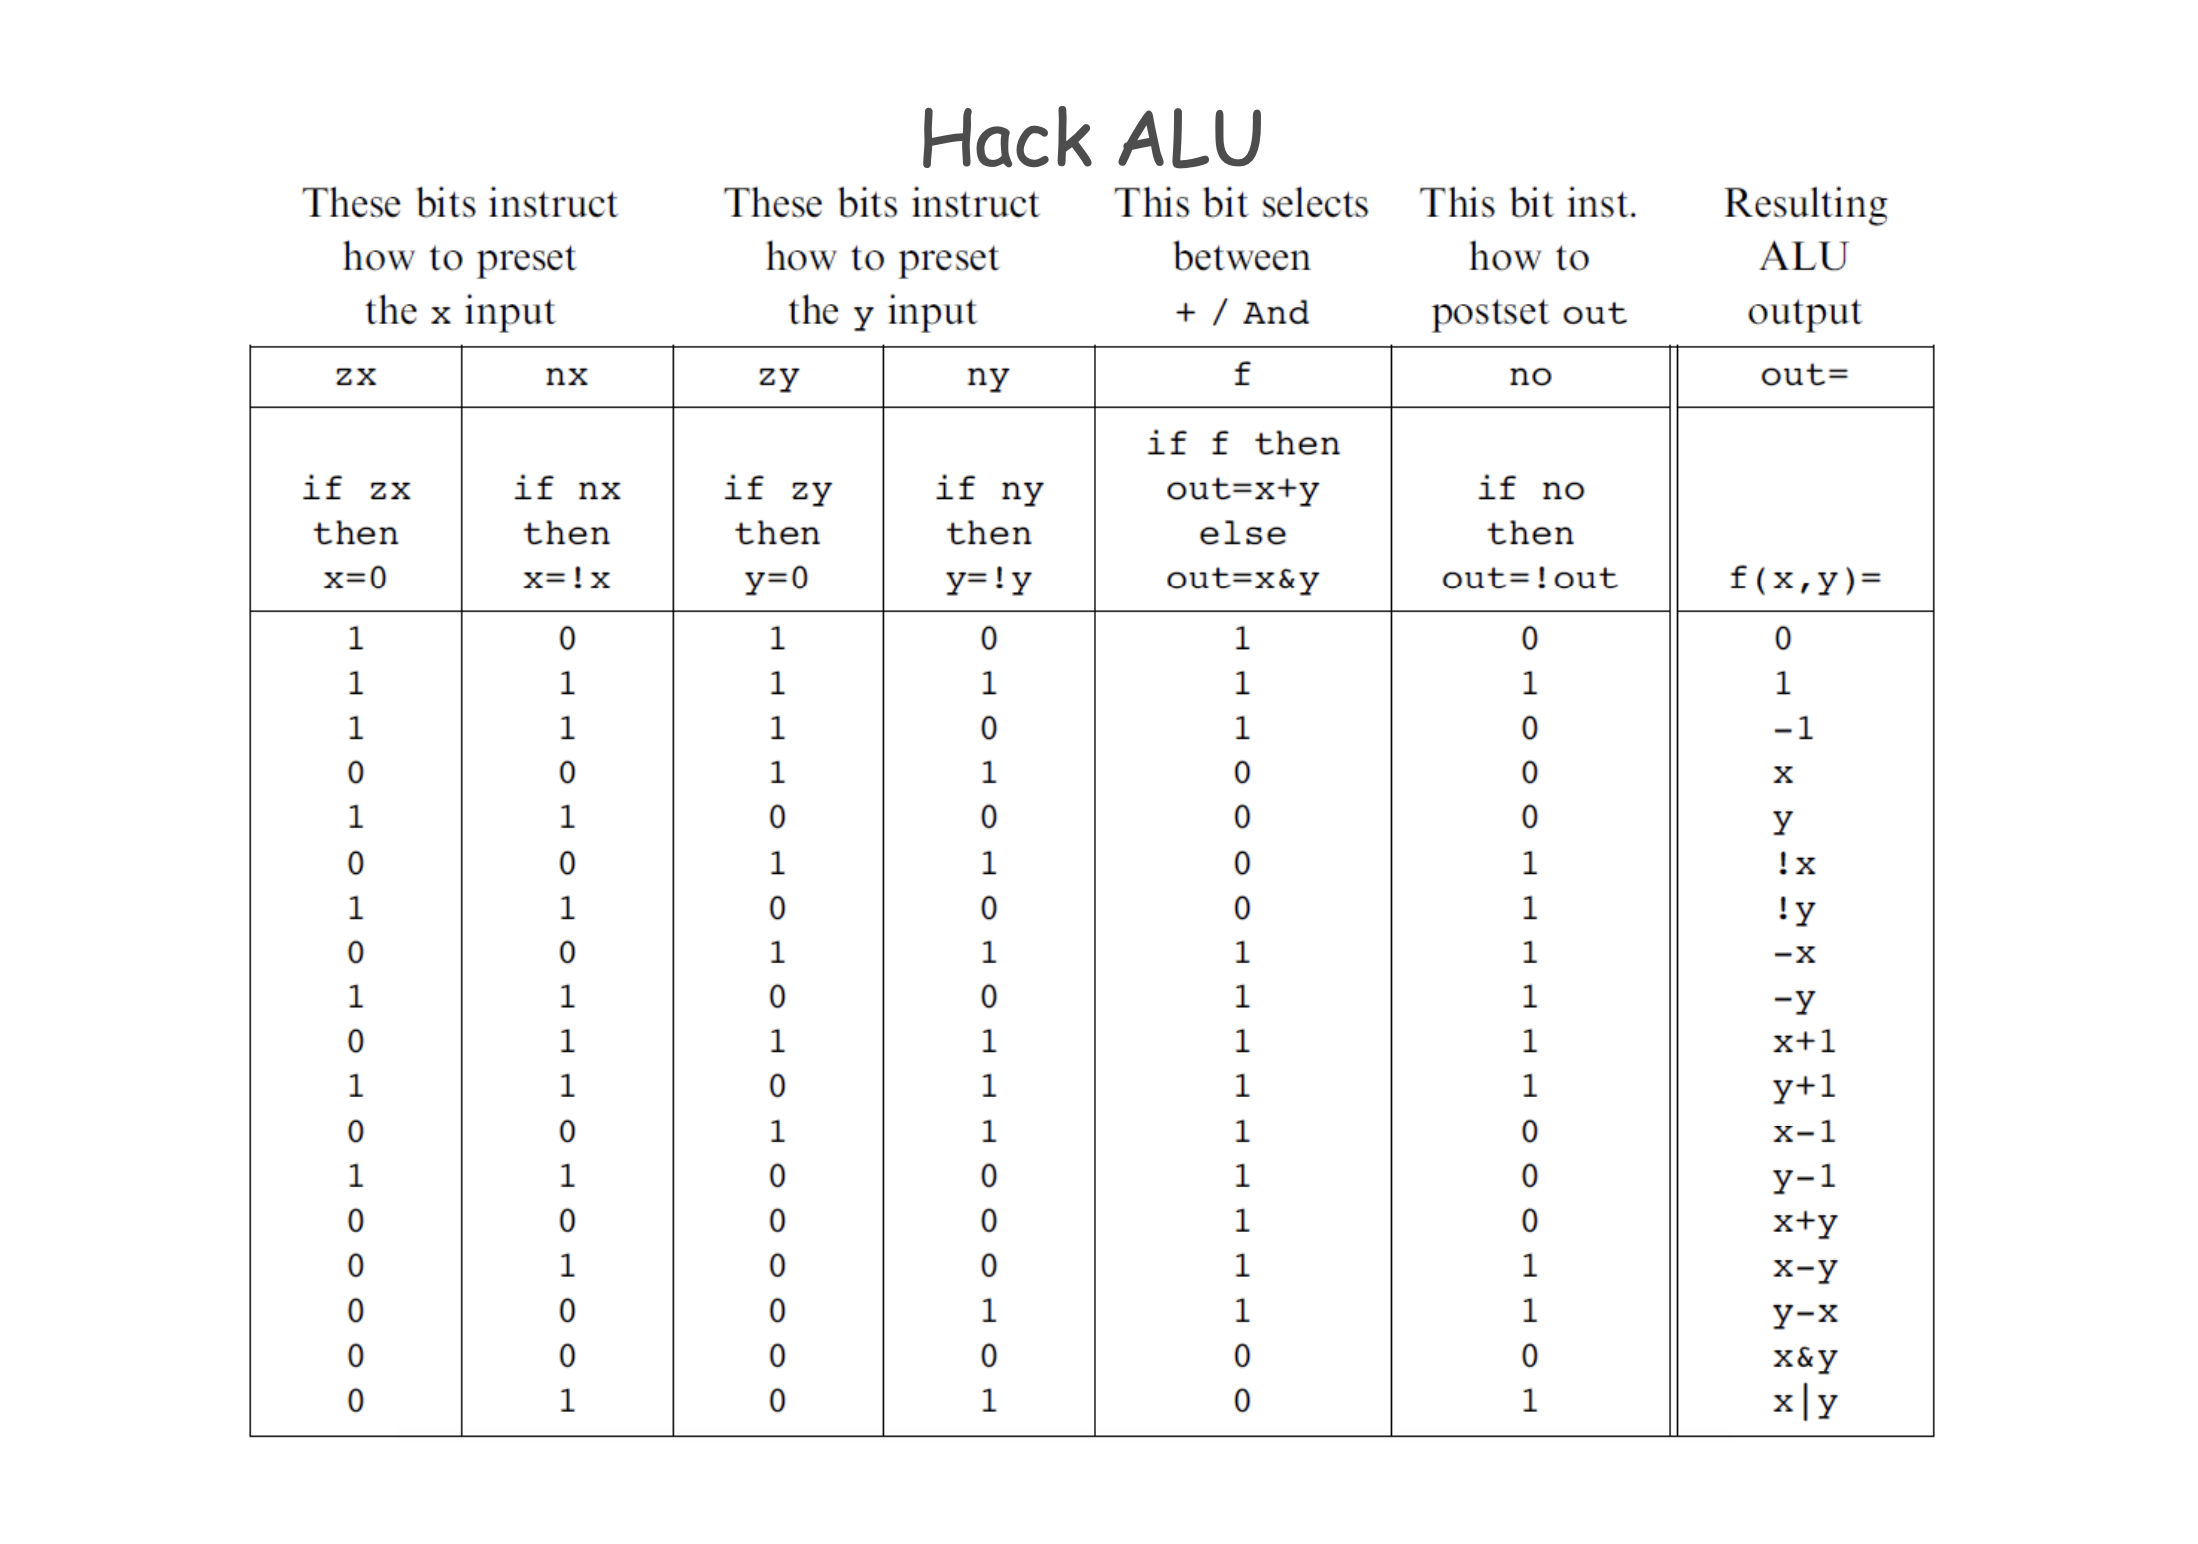 Hack ALU
These bits instruct how to preset the x input
These bits instruct how to preset the y input
This bit selects between + / And
This bit inst. how to postset out
Resulting ALU output
zx nx zy ny f no out=
if zx then x=0
if nx then x=!x
if zy then y=0
if ny then y=!y
if f then out=x+y else out=x&y
if no then out=!out
f(x,y)=
1 0 1 0 1 0 0
1 1 1 1 1 1 1
1 1 1 0 1 0 -1
0 0 1 1 0 0 x
1 1 0 0 0 0 y
0 0 1 1 0 1 !x
1 1 0 0 0 1 !y
0 0 1 1 1 1 -x
1 1 0 0 1 1 -y
0 1 1 1 1 1 x+1
1 1 0 1 1 1 y+1
0 0 1 1 1 0 x-1
1 1 0 0 1 0 y-1
0 0 0 0 1 0 x+y
0 1 0 0 1 1 x-y
0 0 0 1 1 1 y-x
0 0 0 0 0 0 x&y
0 1 0 1 0 1 x|y